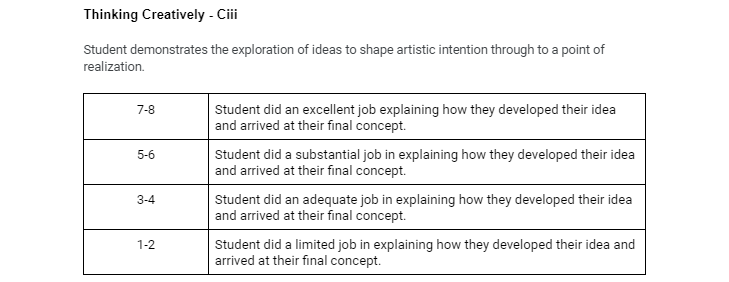 Thinking Creatively - Ciii
Student demonstrates the exploration of ideas to shape artistic intention through to a point of
realization.
7-8
Student did an excellent job explaining how they developed their idea
and arrived at their final concept.
5-6
Student did a substantial job in explaining how they developed their idea
and arrived at their final concept.
3-4
Student did an adequate job in explaining how they developed their idea
and arrived at their final concept.
1-2
Student did a limited job in explaining how they developed their idea and
arrived at their final concept.